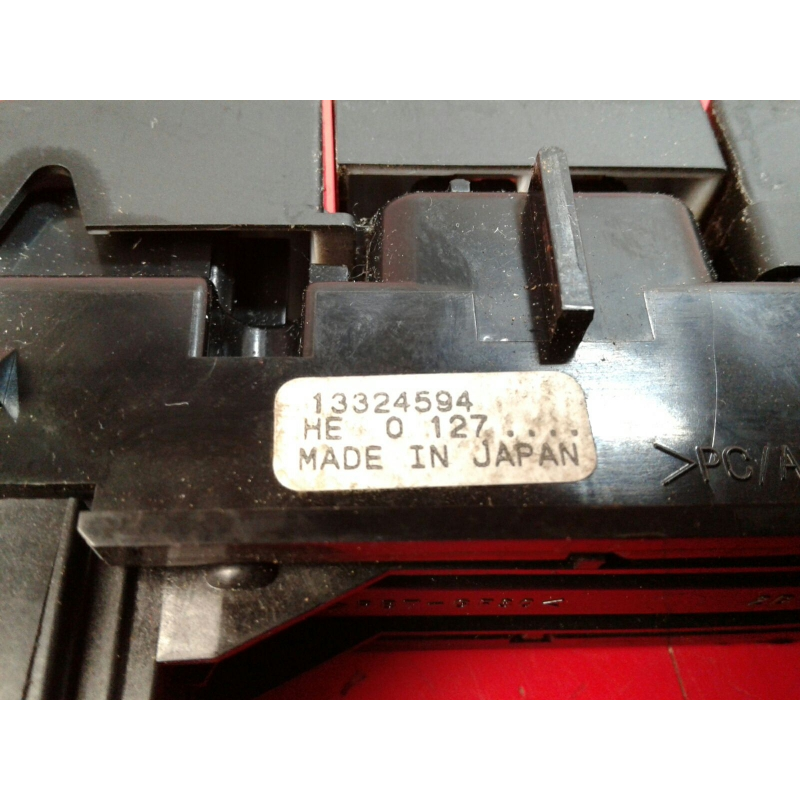 13324594
HE 0 127 ....
MADE IN JAPAN
>PC/A